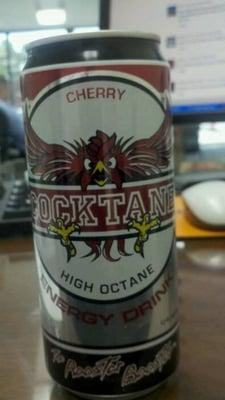 CHERRY
COCKTANE
HIGH OCTANE
ENERGY DRINK
The Rooster Booster